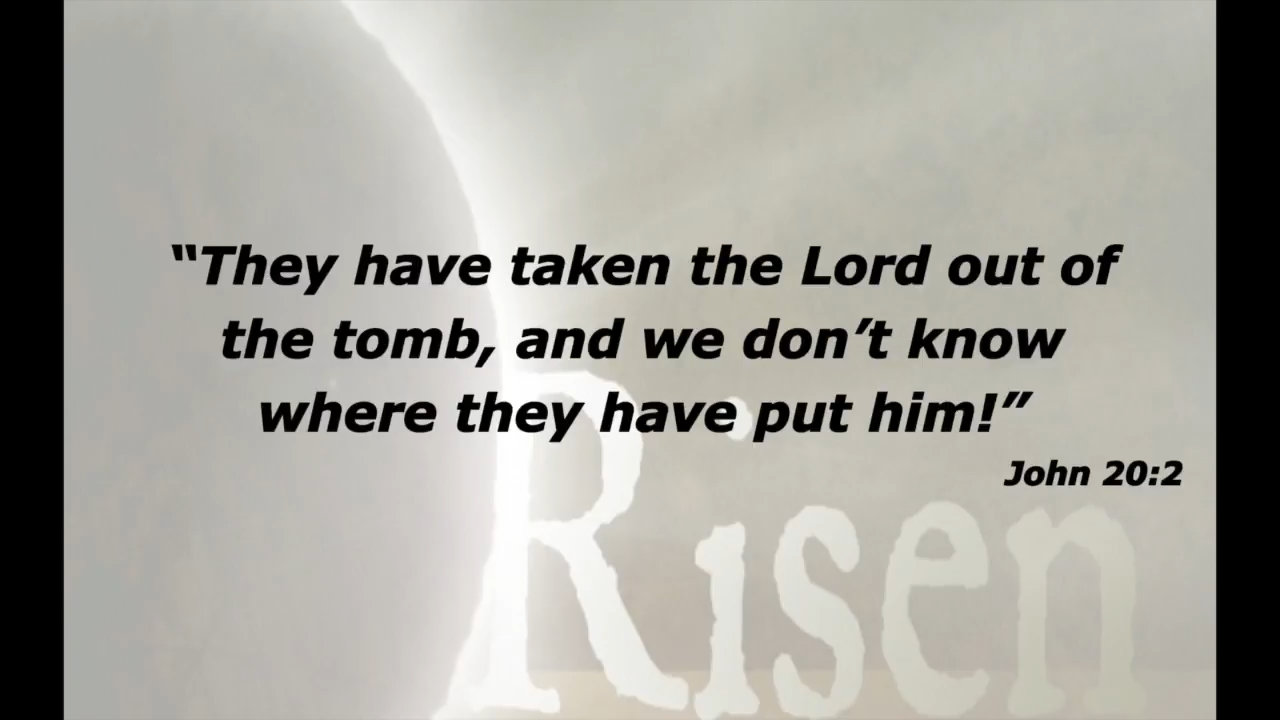 “They have taken the Lord out of
the tomb, and we don’t know
where they have put him!”
John 20:2
Risen